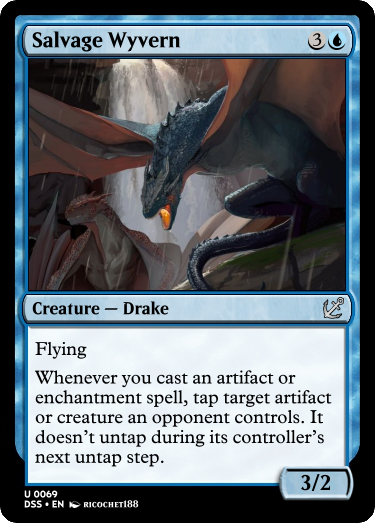 Salvage Wyvern 3
Creature — Drake
Flying
Whenever you cast an artifact or
enchantment spell, tap target artifact
or creature an opponent controls. It
doesn't untap during its controller's
next untap step.
3/2
U 0069
DSS • EN RICOCHET188